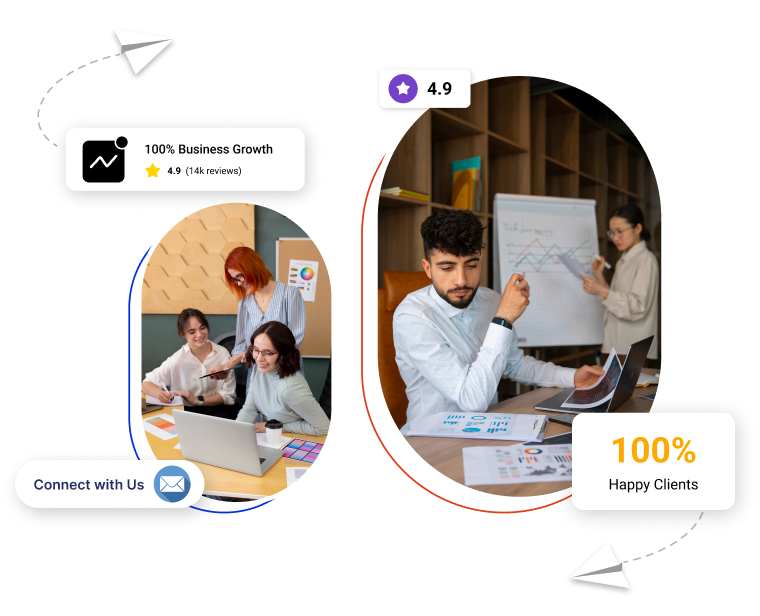 4.9
100% Business Growth
4.9 (14k reviews)
Connect with Us
100%
Happy Clients